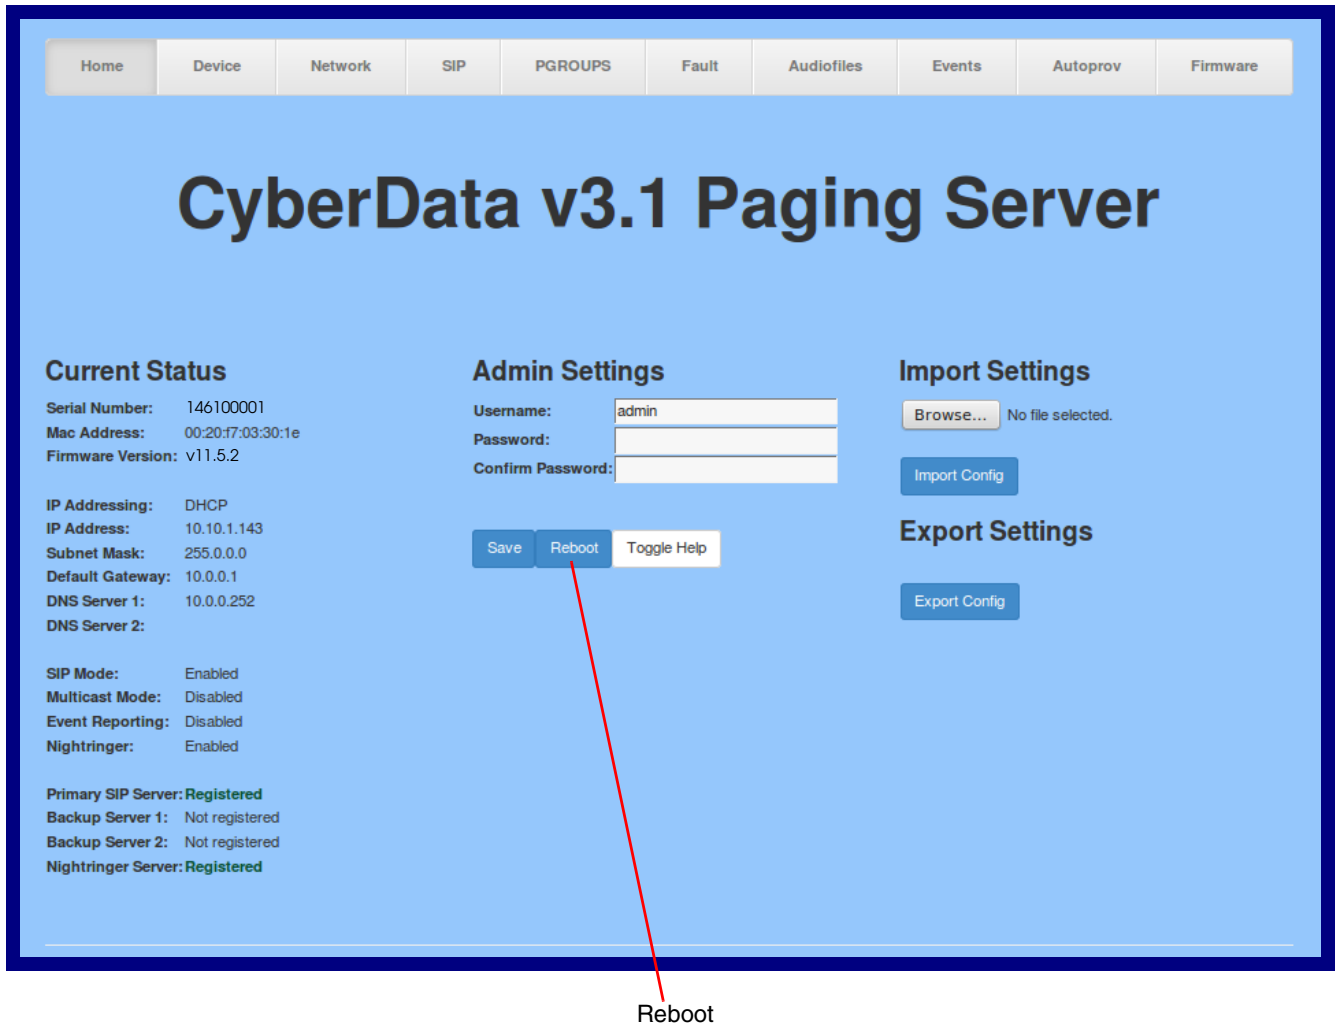 Home Device Network SIP PGROUPS Fault Audiofiles Events Autoprov Firmware
CyberData v3.1 Paging Server
Current Status
Serial Number: 146100001
Mac Address: 00:20:f7:03:30:1e
Firmware Version: v11.5.2
IP Addressing: DHCP
IP Address: 10.10.1.143
Subnet Mask: 255.0.0.0
Default Gateway: 10.0.0.1
DNS Server 1: 10.0.0.252
DNS Server 2:
SIP Mode: Enabled
Multicast Mode: Disabled
Event Reporting: Disabled
Nightringer: Enabled
Primary SIP Server: Registered
Backup Server 1: Not registered
Backup Server 2: Not registered
Nightringer Server: Registered
Admin Settings
Username: admin
Password:
Confirm Password:
Save Reboot Toggle Help
Import Settings
Browse... No file selected.
Import Config
Export Settings
Export Config
Reboot